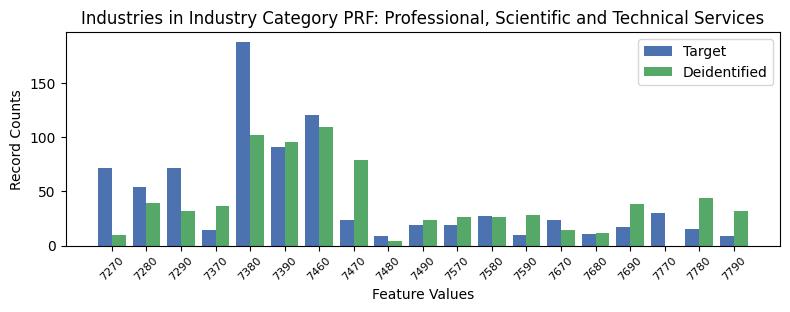 Industries in Industry Category PRF: Professional, Scientific and Technical Services
Target
Deidentified
Record Counts
150
100
50
0
7270 7280 7290 7370 7380 7390 7460 7470 7480 7490 7570 7580 7590 7670 7680 7690 7770 7780 7790
Feature Values